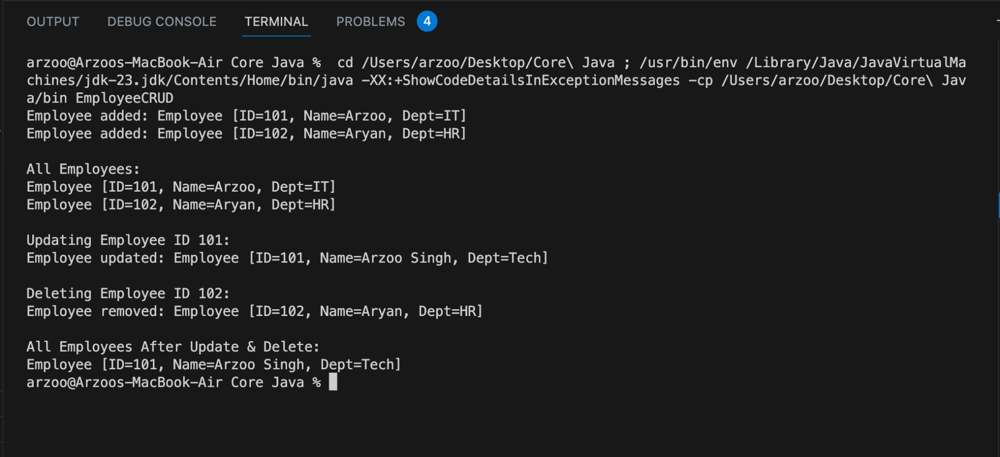 OUTPUT DEBUG CONSOLE TERMINAL PROBLEMS 4
arzoo@Arzoos-MacBook-Air Core Java %  cd /Users/arzoo/Desktop/Core\ Java ; /usr/bin/env /Library/Java/JavaVirtualMa
chines/jdk-23.jdk/Contents/Home/bin/java -XX:+ShowCodeDetailsInExceptionMessages -cp /Users/arzoo/Desktop/Core\ Jav
a/bin EmployeeCRUD
Employee added: Employee [ID=101, Name=Arzoo, Dept=IT]
Employee added: Employee [ID=102, Name=Aryan, Dept=HR]
All Employees:
Employee [ID=101, Name=Arzoo, Dept=IT]
Employee [ID=102, Name=Aryan, Dept=HR]
Updating Employee ID 101:
Employee updated: Employee [ID=101, Name=Arzoo Singh, Dept=Tech]
Deleting Employee ID 102:
Employee removed: Employee [ID=102, Name=Aryan, Dept=HR]
All Employees After Update & Delete:
Employee [ID=101, Name=Arzoo Singh, Dept=Tech]
arzoo@Arzoos-MacBook-Air Core Java %